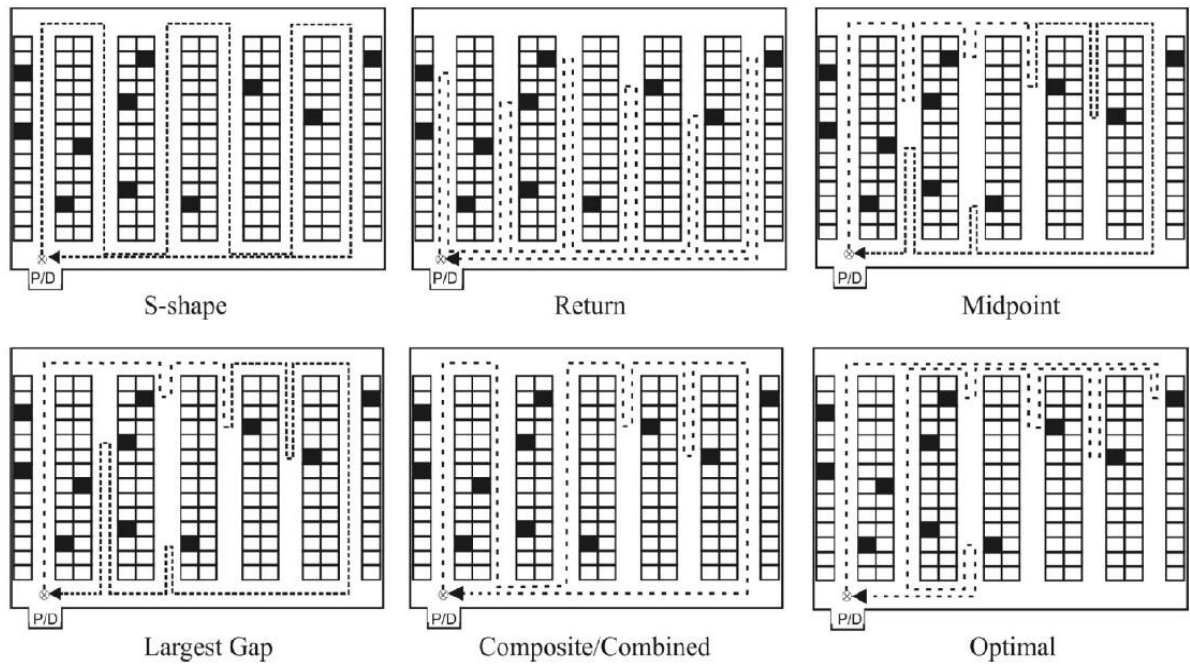 P/D
S-shape
P/D
Return
P/D
Midpoint
P/D
Largest Gap
P/D
Composite/Combined
P/D
Optimal